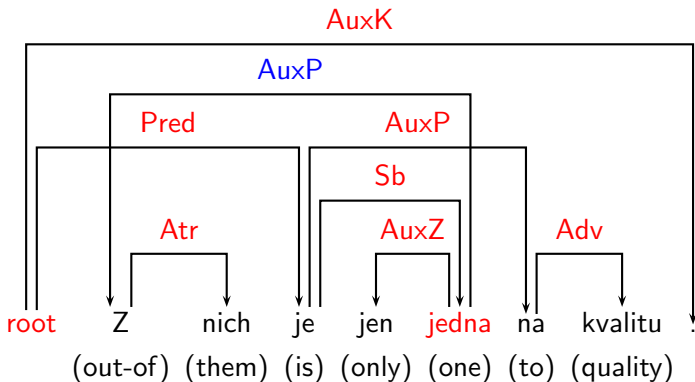 AuxK
AuxP
Pred AuxP
Sb
Atr AuxZ Adv
root Z nich je jen jedna na kvalitu .
(out-of) (them) (is) (only) (one) (to) (quality)